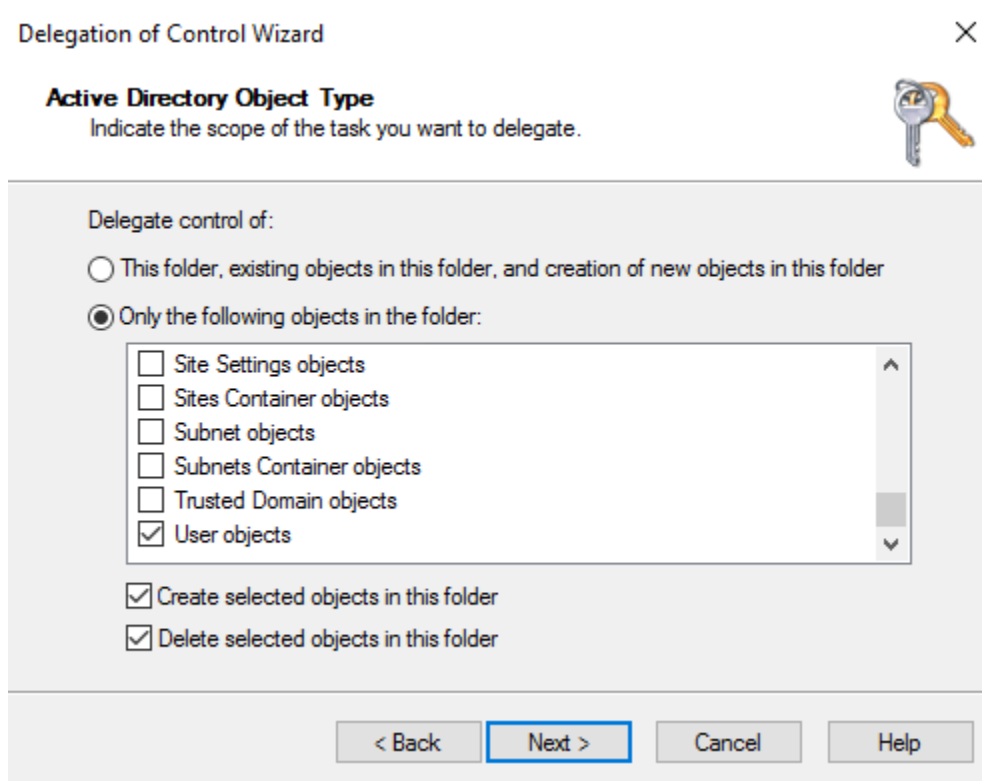 Delegation of Control Wizard
Active Directory Object Type
Indicate the scope of the task you want to delegate.
Delegate control of:
This folder, existing objects in this folder, and creation of new objects in this folder
Only the following objects in the folder:
Site Settings objects
Sites Container objects
Subnet objects
Subnets Container objects
Trusted Domain objects
User objects
Create selected objects in this folder
Delete selected objects in this folder
< Back Next > Cancel Help